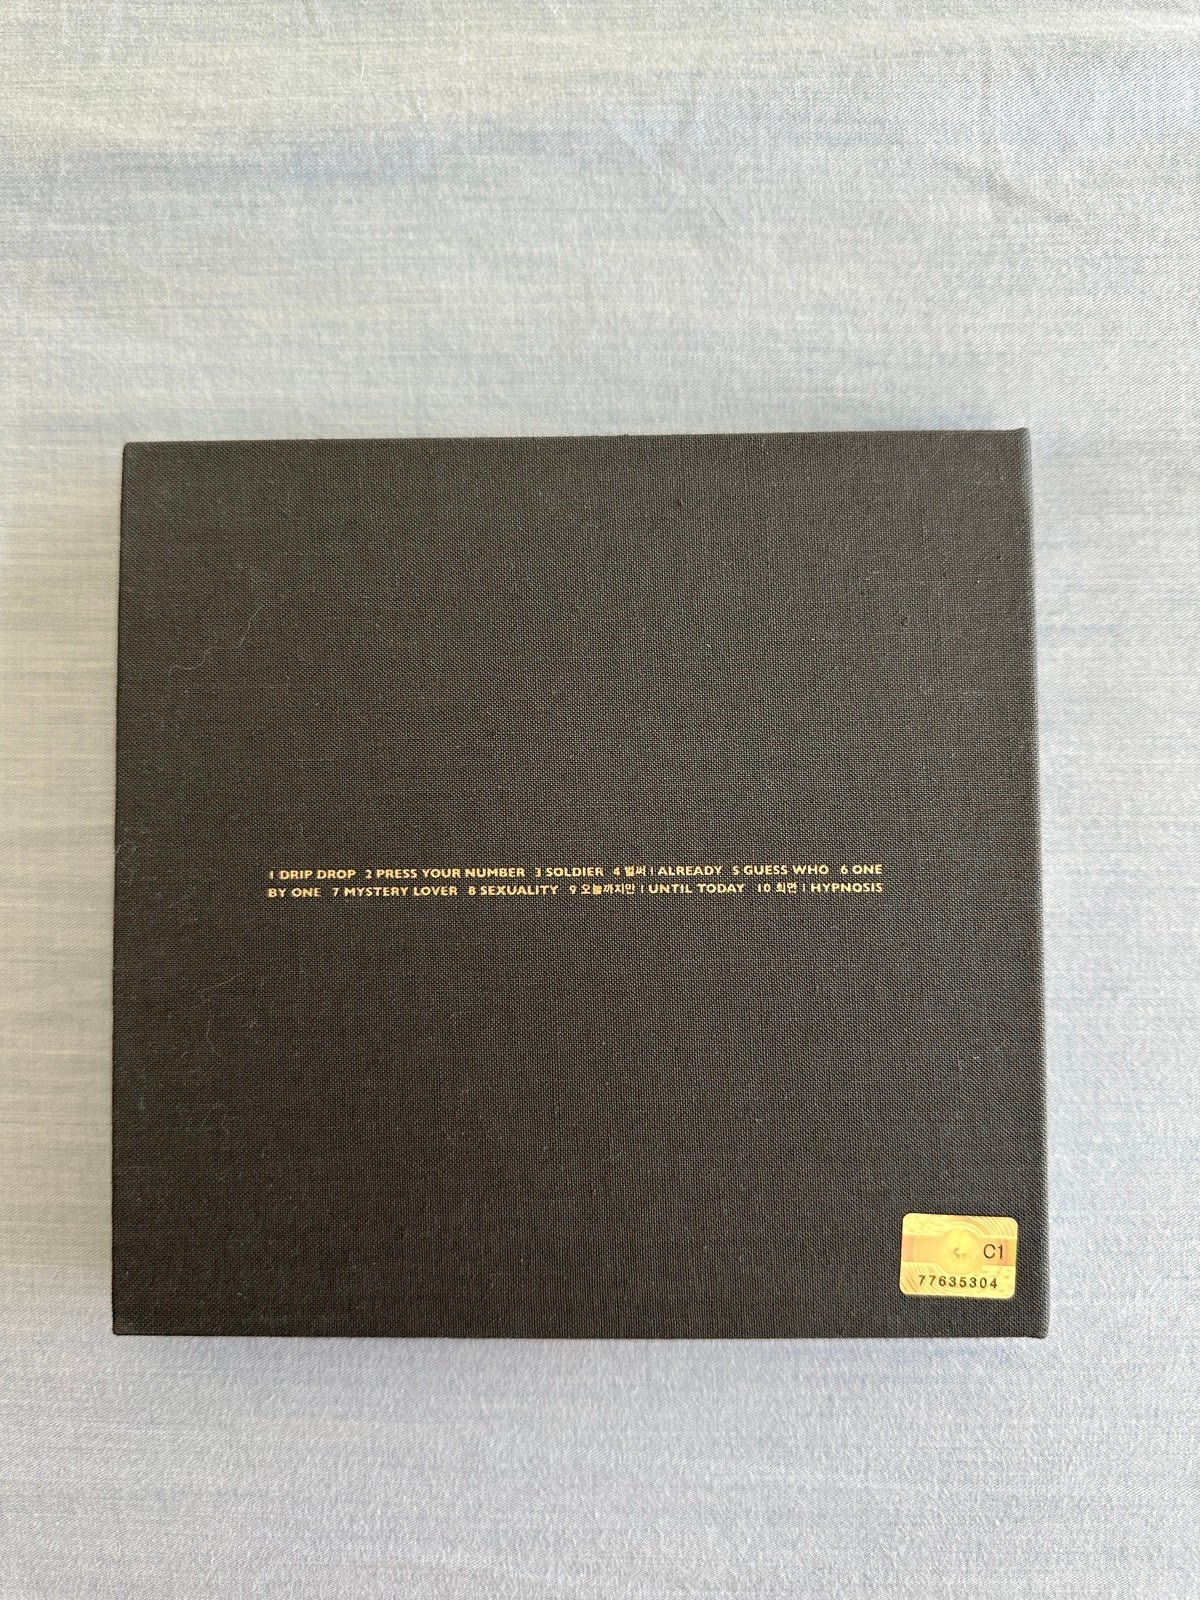 1 DRIP DROP 2 PRESS YOUR NUMBER 3 SOLDIER 4 벌써 | ALREADY 5 GUESS WHO 6 ONE
BY ONE 7 MYSTERY LOVER 8 SEXUALITY 9 오늘까지만 | UNTIL TODAY 10 최면 | HYPNOSIS
C1
77635304